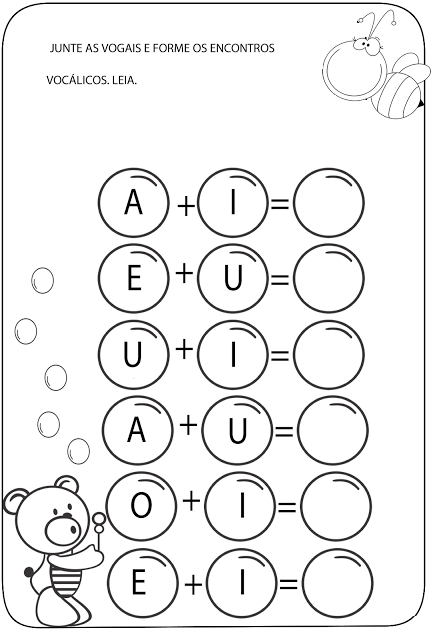 JUNTE AS VOGAIS E FORME OS ENCONTROS
VOCÁLICOS. LEIA.
A + I =
E + U =
U + I =
A + U =
O + I =
E + I =